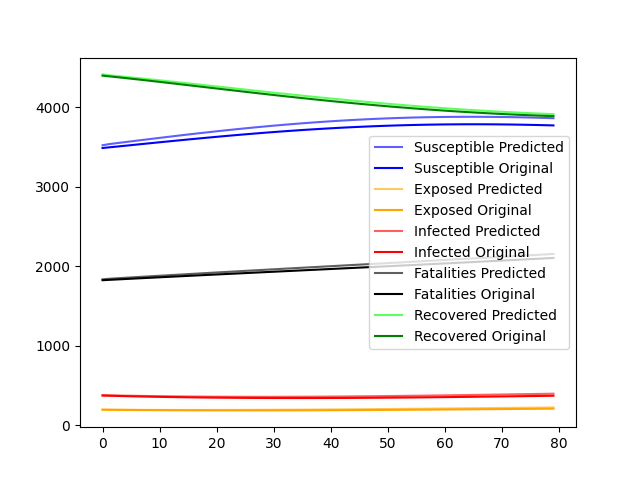 4000
3000
2000
1000
0
Susceptible Predicted
Susceptible Original
Exposed Predicted
Exposed Original
Infected Predicted
Infected Original
Fatalities Predicted
Fatalities Original
Recovered Predicted
Recovered Original
0 10 20 30 40 50 60 70 80